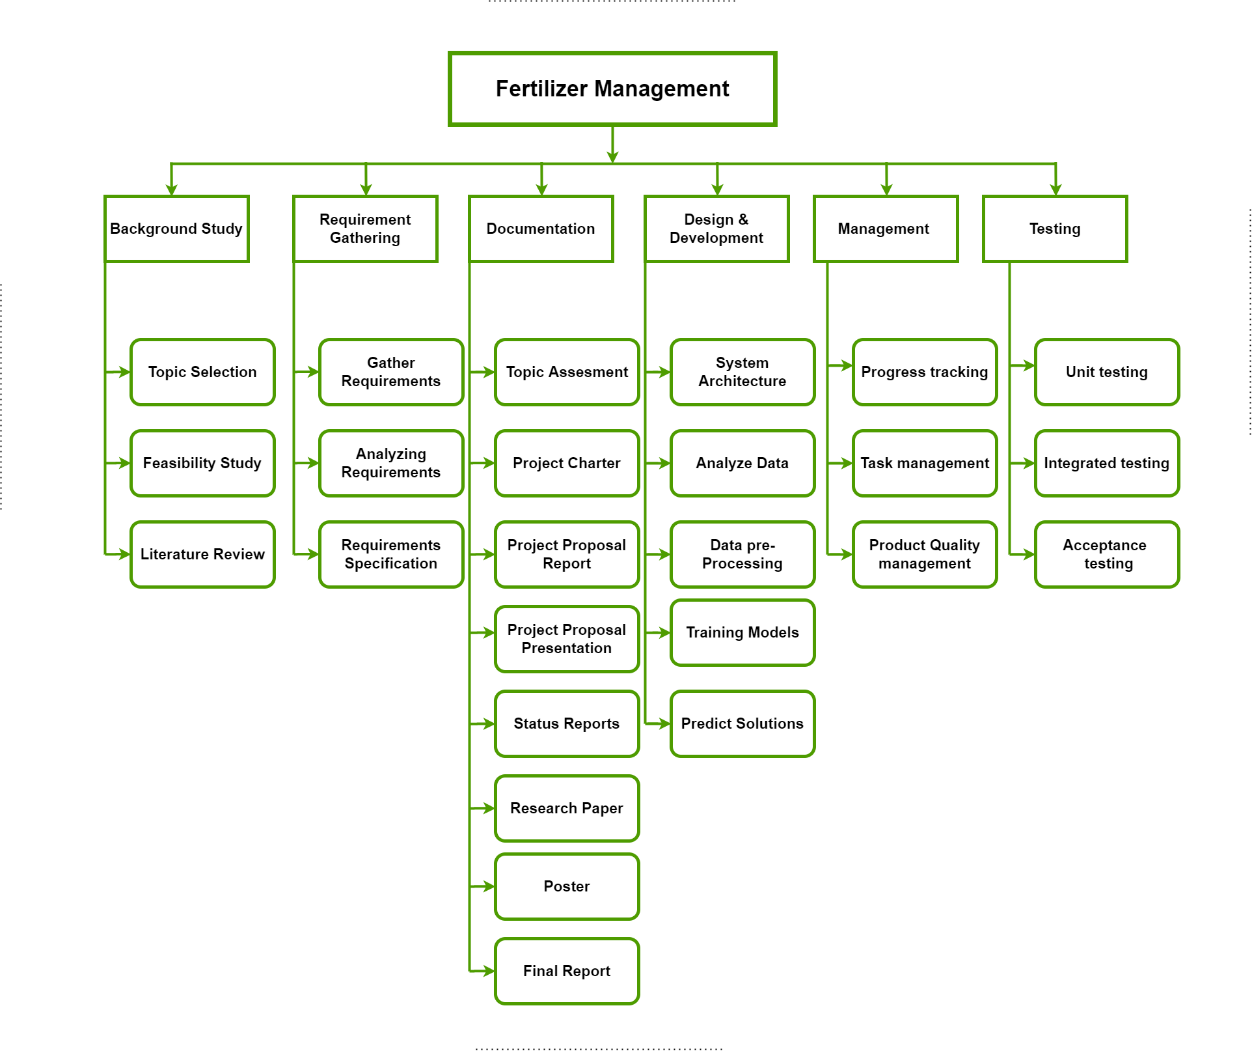 Fertilizer Management
Background Study
Requirement
Gathering
Documentation
Design &
Development
Management
Testing
Topic Selection
Feasibility Study
Literature Review
Gather
Requirements
Analyzing
Requirements
Requirements
Specification
Topic Assesment
Project Charter
Project Proposal
Report
Project Proposal
Presentation
Status Reports
Research Paper
Poster
Final Report
System
Architecture
Analyze Data
Data pre-
Processing
Training Models
Predict Solutions
Progress tracking
Task management
Product Quality
management
Unit testing
Integrated testing
Acceptance
testing